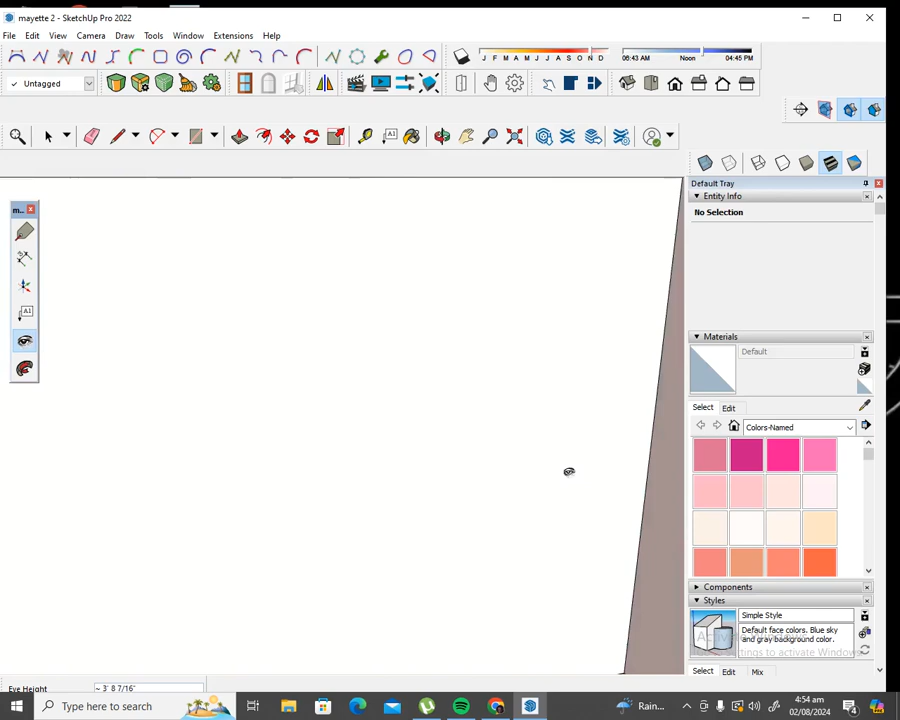 mayette 2 - SketchUp Pro 2022
File Edit View Camera Draw Tools Window Extensions Help
J F M A M J J A S O N D
06:43 AM Noon 04:45 PM
Untagged
Default Tray
Entity Info
No Selection
m...
A1
Materials
Default
Select Edit
Colors-Named
Components
Styles
Simple Style
Default face colors. Blue sky and gray background color.
Select Edit Mix
Eye Height ~ 3' 8 7/16"
Type here to search
Rain...
4:54 am
02/08/2024
4